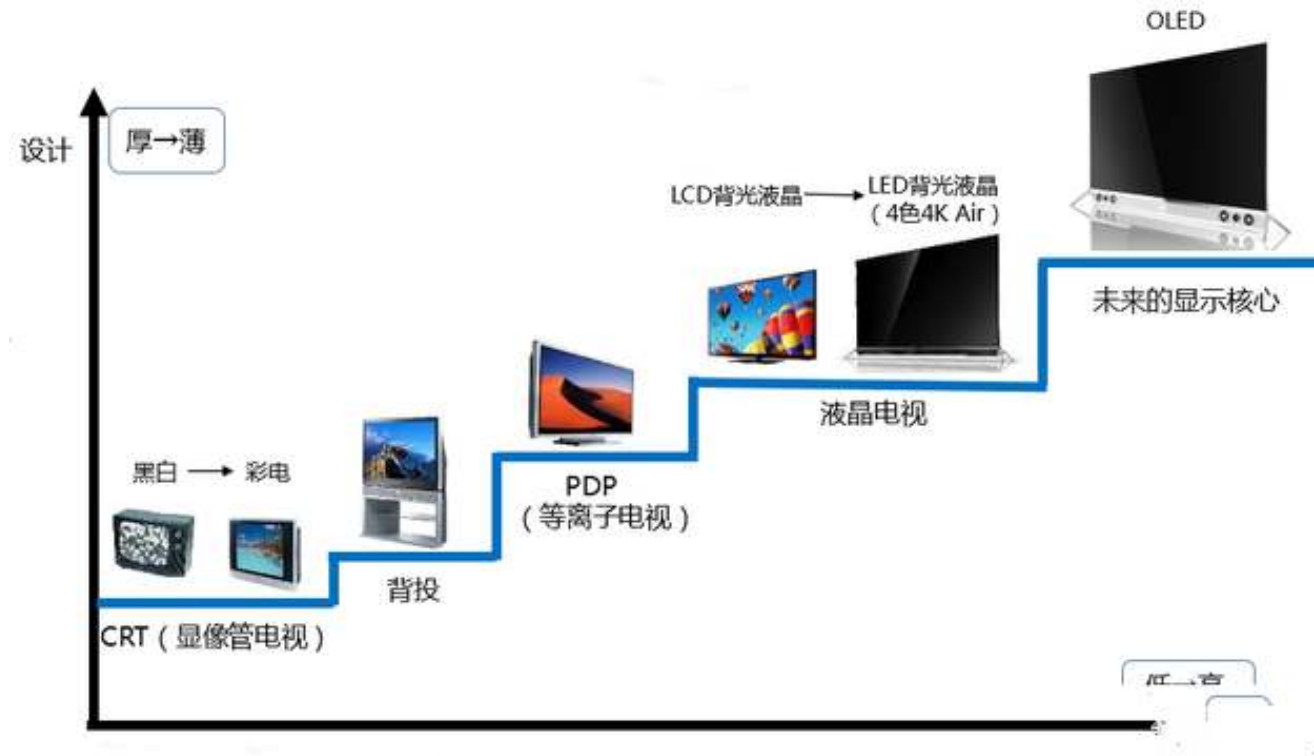 OLED
厚→薄
设计
LCD背光液晶→LED背光液晶
（4色4K Air）
未来的显示核心
液晶电视
黑白→彩电
PDP
（等离子电视）
背投
CRT（显像管电视）